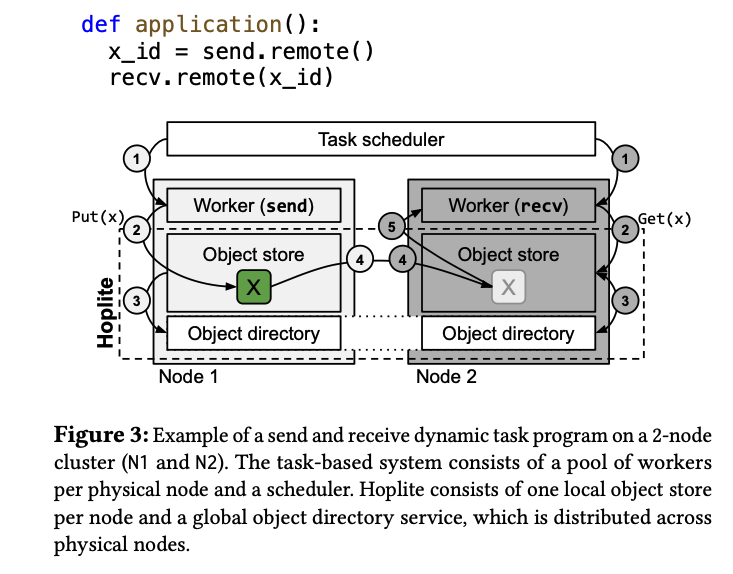 def application():
x_id = send.remote()
recv.remote(x_id)
Task scheduler
1
1
Worker (send)
Worker (recv)
Put(x)
2
5
2
Get(x)
Object store
Object store
4
4
X
X
3
3
Hoplite
Object directory
Object directory
Node 1
Node 2
Figure 3: Example of a send and receive dynamic task program on a 2-node
cluster (N1 and N2). The task-based system consists of a pool of workers
per physical node and a scheduler. Hoplite consists of one local object store
per node and a global object directory service, which is distributed across
physical nodes.